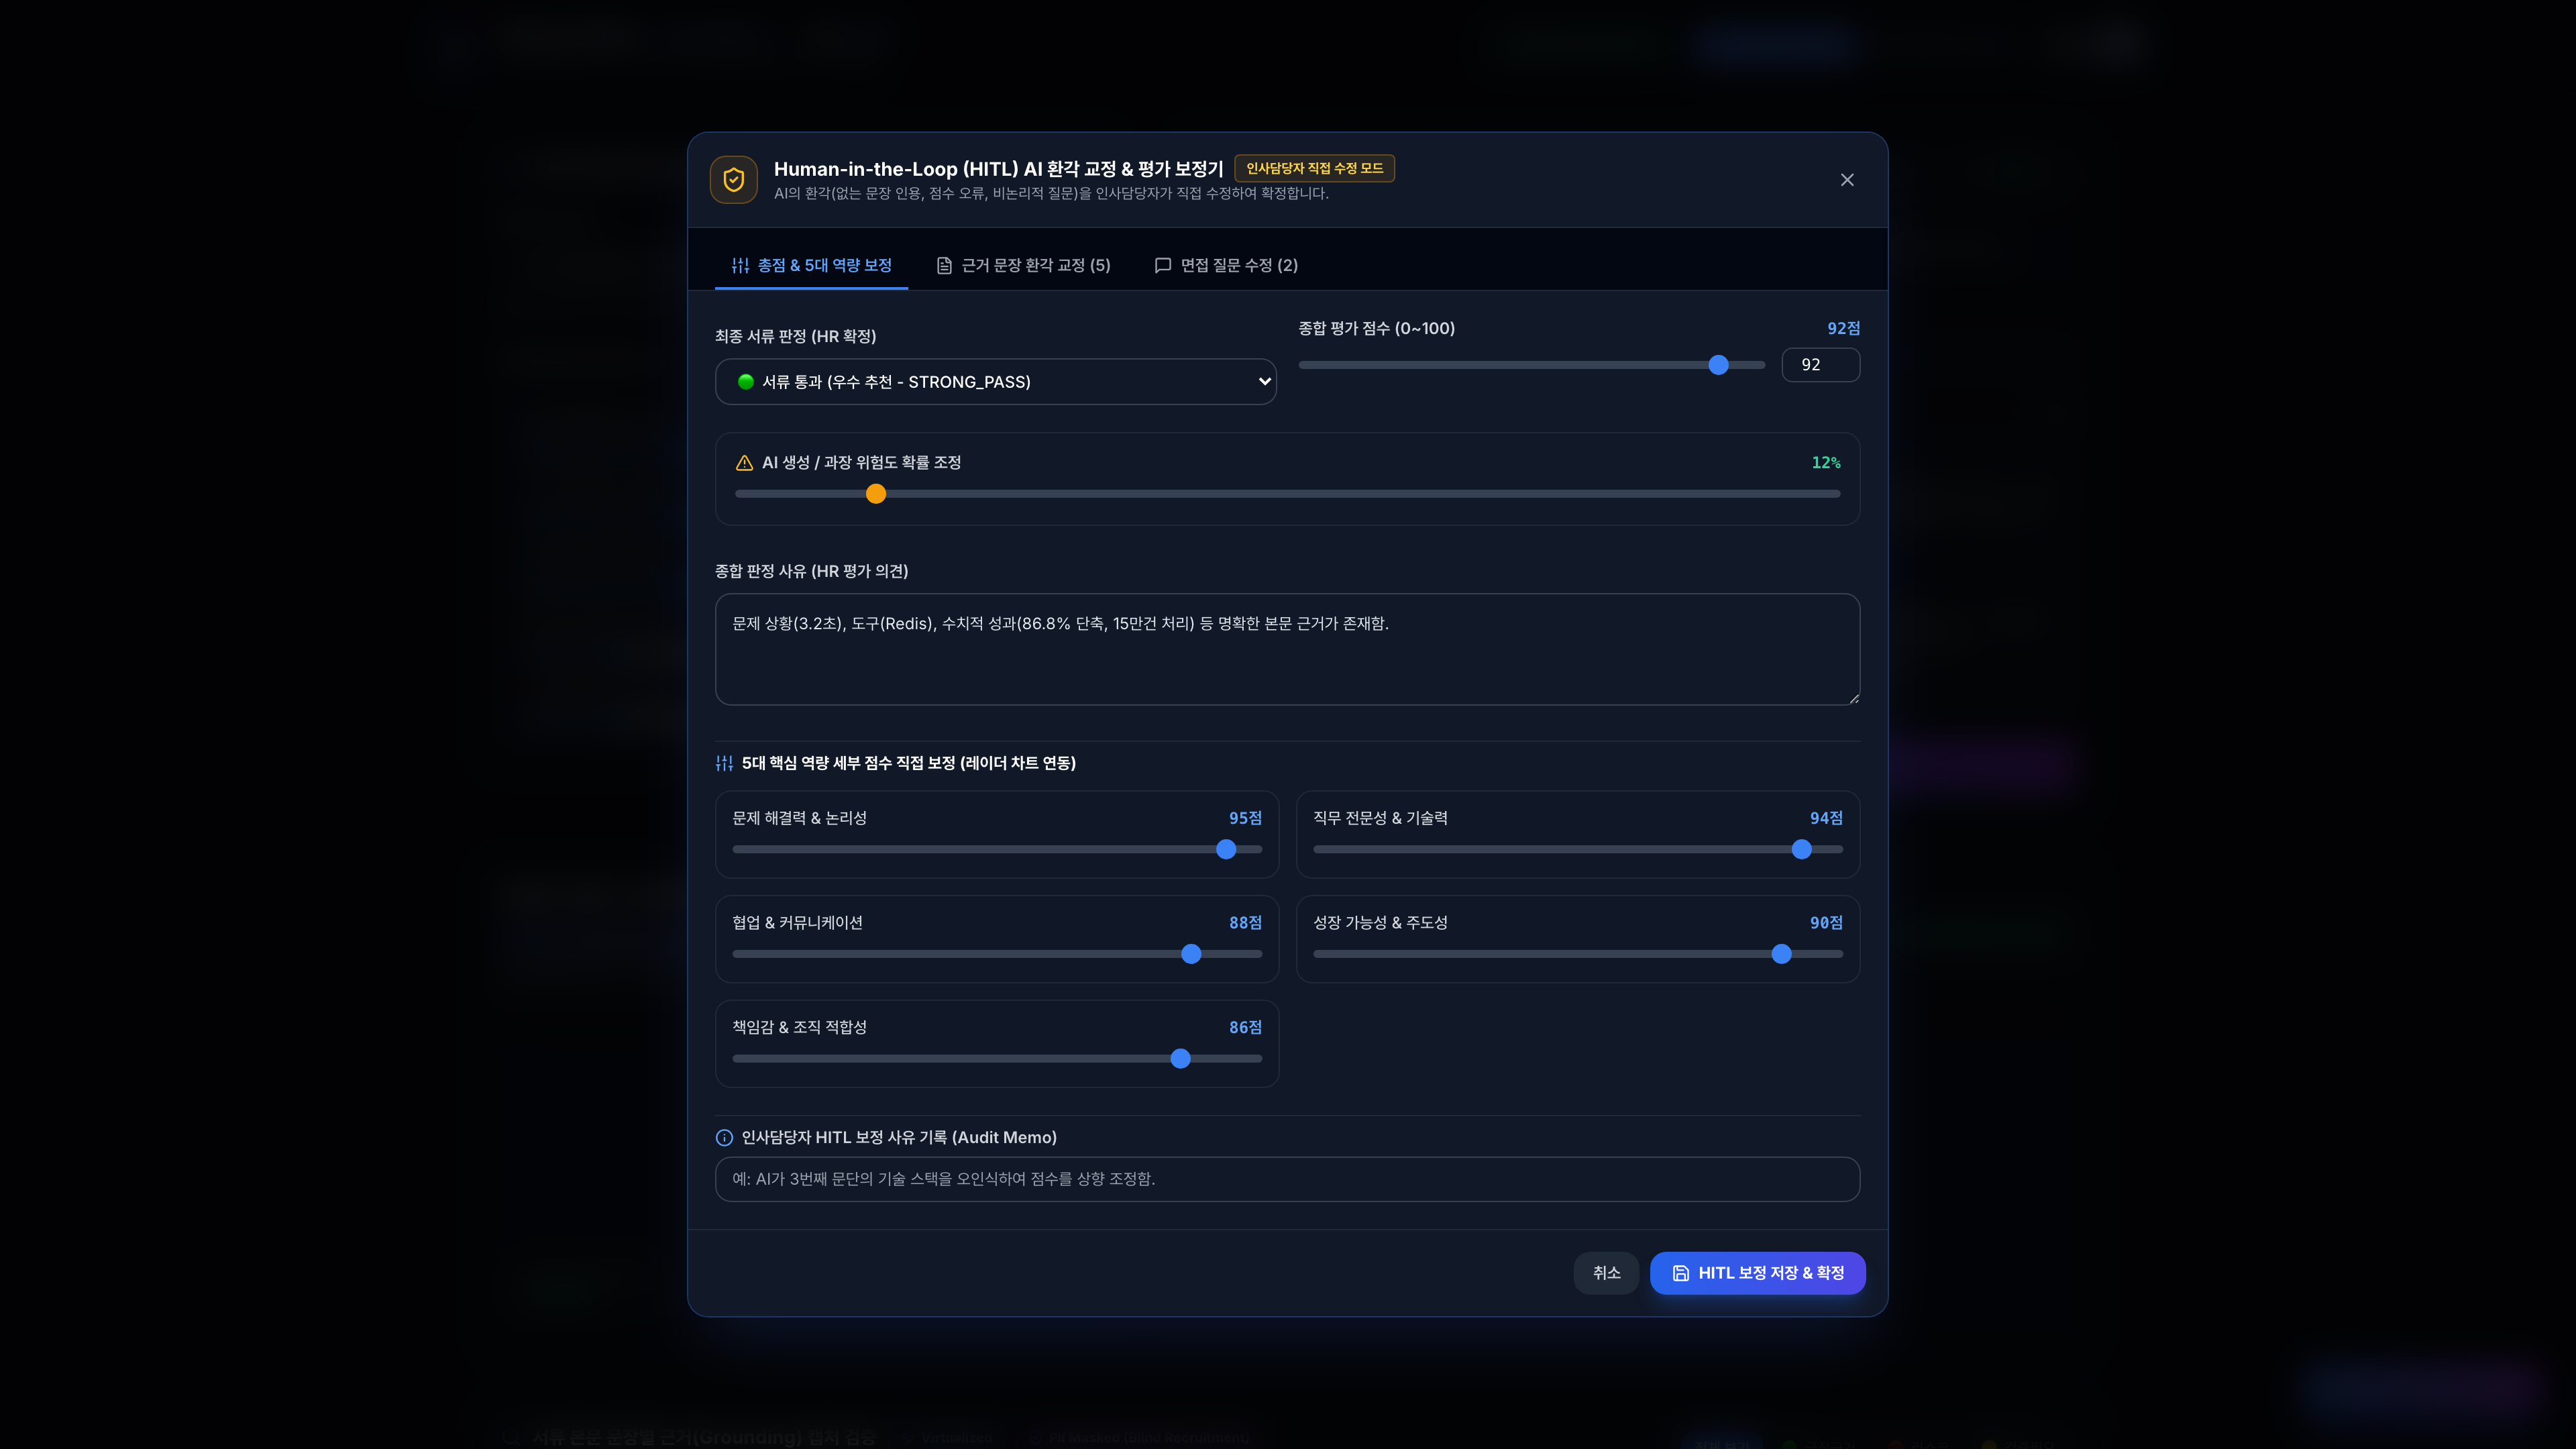 Human-in-the-Loop (HITL) AI 환각 교정 & 평가 보정기
인사담당자 직접 수정 모드
AI의 환각(없는 문장 인용, 점수 오류, 비논리적 질문)을 인사담당자가 직접 수정하여 확정합니다.
총점 & 5대 역량 보정
근거 문장 환각 교정 (5)
면접 질문 수정 (2)
최종 서류 판정 (HR 확정)
서류 통과 (우수 추천 - STRONG_PASS)
종합 평가 점수 (0~100)
92점
92
AI 생성 / 과장 위험도 확률 조정
12%
종합 판정 사유 (HR 평가 의견)
문제 상황(3.2초), 도구(Redis), 수치적 성과(86.8% 단축, 15만건 처리) 등 명확한 본문 근거가 존재함.
5대 핵심 역량 세부 점수 직접 보정 (레이더 차트 연동)
문제 해결력 & 논리성
95점
직무 전문성 & 기술력
94점
협업 & 커뮤니케이션
88점
성장 가능성 & 주도성
90점
책임감 & 조직 적합성
86점
인사담당자 HITL 보정 사유 기록 (Audit Memo)
예: AI가 3번째 문단의 기술 스택을 오인식하여 점수를 상향 조정함.
취소
HITL 보정 저장 & 확정